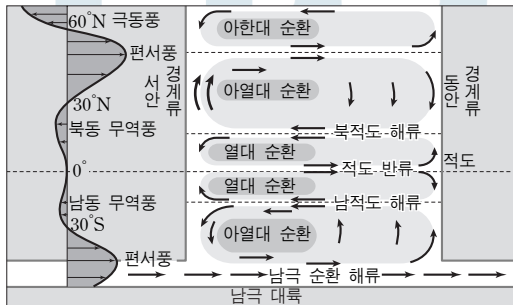 60°N 극동풍
편서풍
30°N
북동 무역풍
0°
남동 무역풍
30°S
편서풍
서안
경계류
아한대 순환
아열대 순환
북적도 해류
열대 순환
적도 반류
열대 순환
남적도 해류
아열대 순환
남극 순환 해류
남극 대륙
동안
경계류
적도